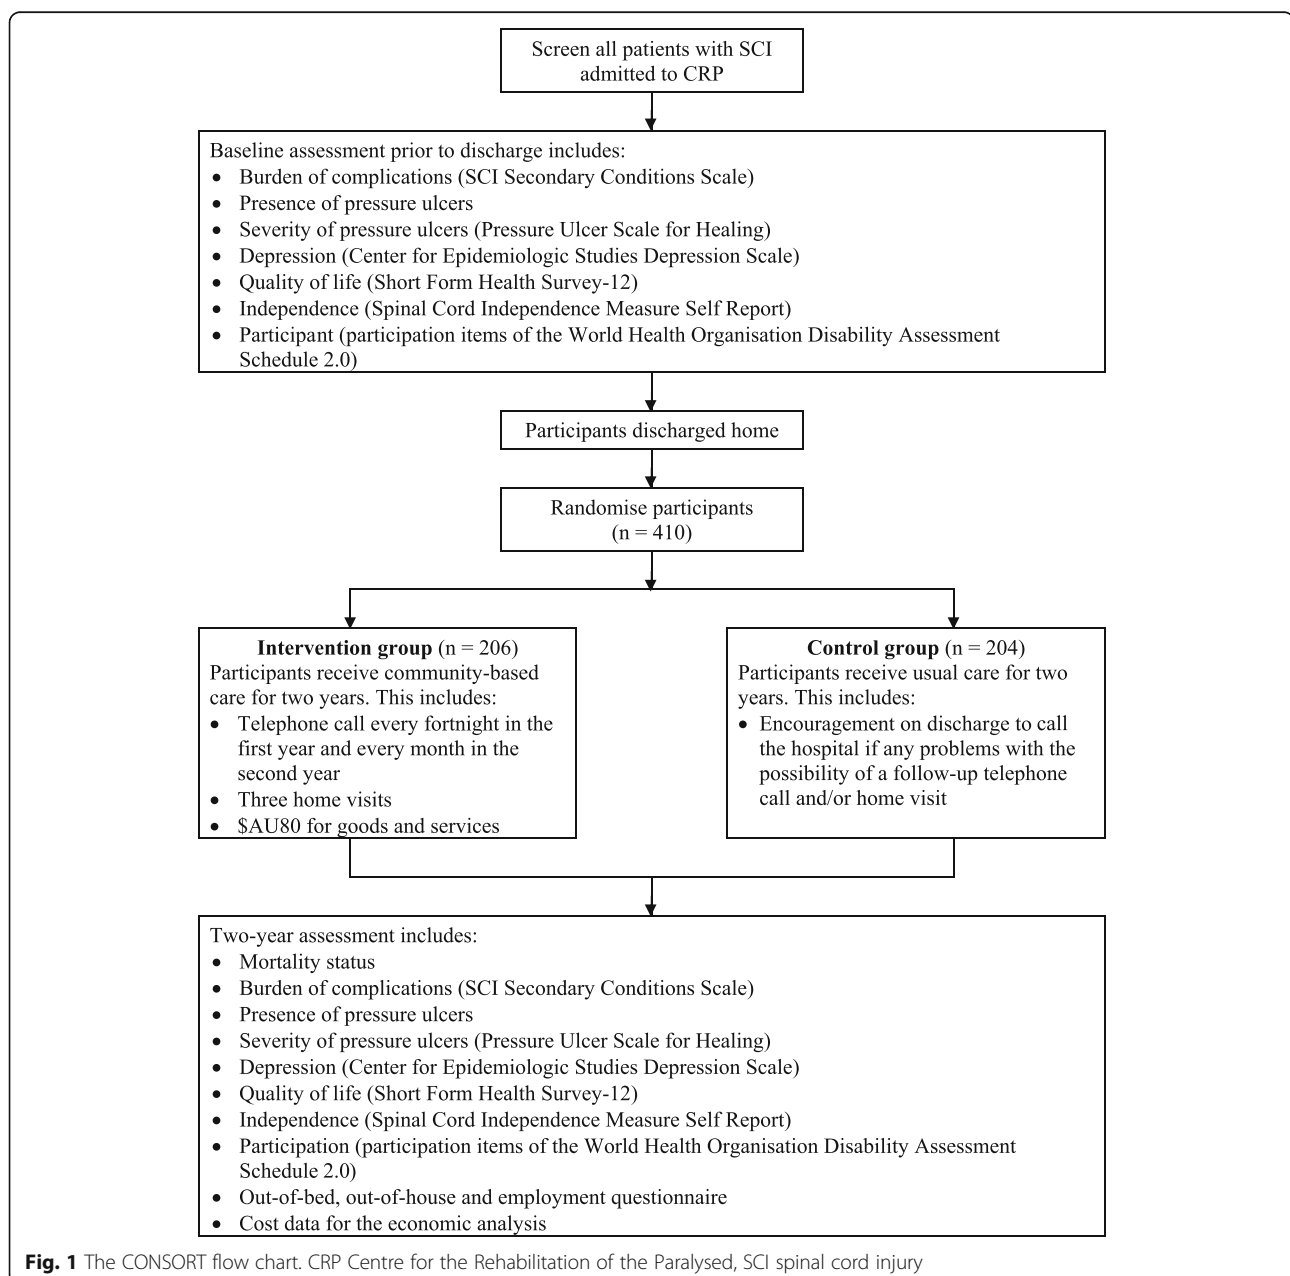 Screen all patients with SCI
admitted to CRP
Baseline assessment prior to discharge includes:
• Burden of complications (SCI Secondary Conditions Scale)
• Presence of pressure ulcers
• Severity of pressure ulcers (Pressure Ulcer Scale for Healing)
• Depression (Center for Epidemiologic Studies Depression Scale)
• Quality of life (Short Form Health Survey-12)
• Independence (Spinal Cord Independence Measure Self Report)
• Participant (participation items of the World Health Organisation Disability Assessment
Schedule 2.0)
Participants discharged home
Randomise participants
(n = 410)
Intervention group (n = 206)
Participants receive community-based
care for two years. This includes:
• Telephone call every fortnight in the
first year and every month in the
second year
• Three home visits
• $AU80 for goods and services
Control group (n = 204)
Participants receive usual care for two
years. This includes:
• Encouragement on discharge to call
the hospital if any problems with the
possibility of a follow-up telephone
call and/or home visit
Two-year assessment includes:
• Mortality status
• Burden of complications (SCI Secondary Conditions Scale)
• Presence of pressure ulcers
• Severity of pressure ulcers (Pressure Ulcer Scale for Healing)
• Depression (Center for Epidemiologic Studies Depression Scale)
• Quality of life (Short Form Health Survey-12)
• Independence (Spinal Cord Independence Measure Self Report)
• Participation (participation items of the World Health Organisation Disability Assessment
Schedule 2.0)
• Out-of-bed, out-of-house and employment questionnaire
• Cost data for the economic analysis
Fig. 1 The CONSORT flow chart. CRP Centre for the Rehabilitation of the Paralysed, SCI spinal cord injury